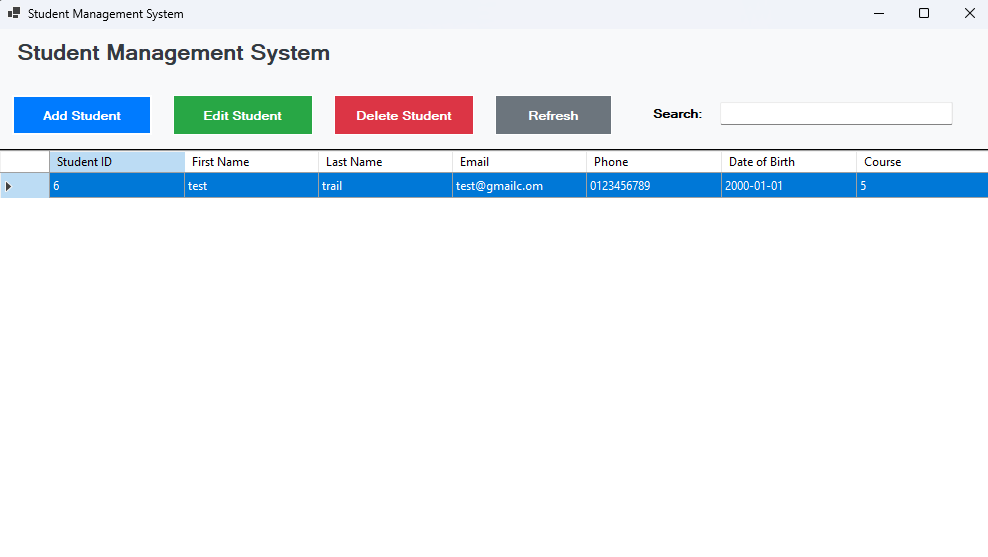 Student Management System
Student Management System
Add Student Edit Student Delete Student Refresh Search:
Student ID First Name Last Name Email Phone Date of Birth Course
6 test trail test@gmailc.om 0123456789 2000-01-01 5